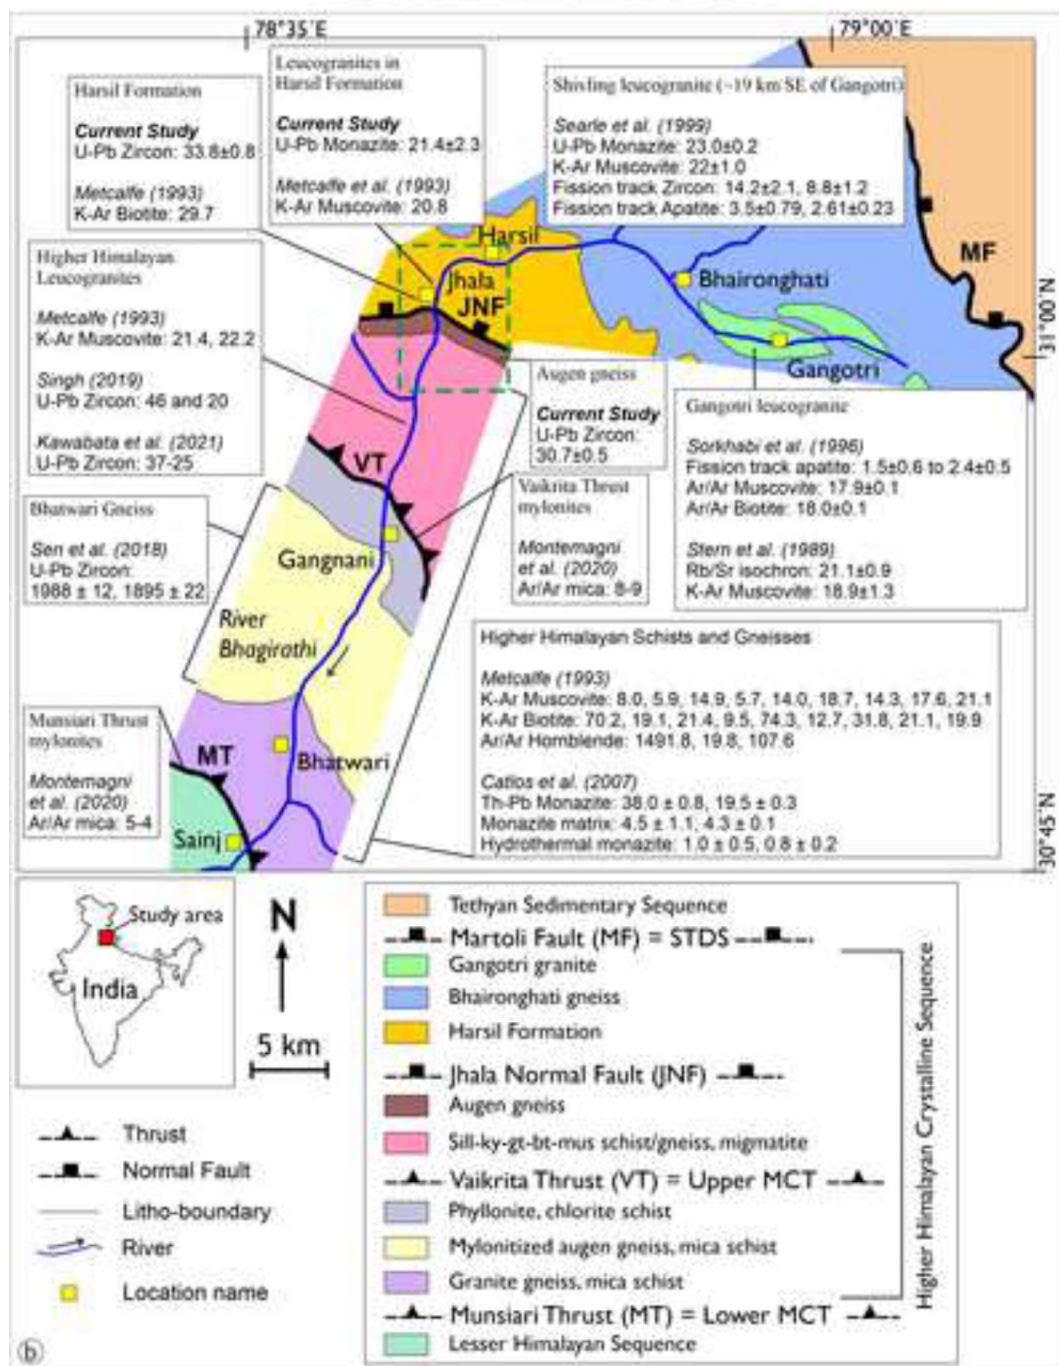 78°35´E
79°00´E
Harsil Formation
Current Study
U-Pb Zircon: 33.8±0.8
Metcalfe (1993)
K-Ar Biotite: 29.7
Leucogranites in
Harsil Formation
Current Study
U-Pb Monazite: 21.4±2.3
Metcalfe et al. (1993)
K-Ar Muscovite: 20.8
Shivling leucogranite (~19 km SE of Gangotri)
Searle et al. (1999)
U-Pb Monazite: 23.0±0.2
K-Ar Muscovite: 22±1.0
Fission track Zircon: 14.2±2.1, 8.8±1.2
Fission track Apatite: 3.5±0.79, 2.61±0.23
Higher Himalayan
Leucogranites
Metcalfe (1993)
K-Ar Muscovite: 21.4, 22.2
Singh (2019)
U-Pb Zircon: 46 and 20
Kawabata et al. (2021)
U-Pb Zircon: 37-25
Harsil
Jhala
JNF
Bhaironghati
MF
Gangotri
31°00´N
Augen gneiss
Current Study
U-Pb Zircon:
30.7±0.5
Gangotri leucogranite
Sorkhabi et al. (1996)
Fission track apatite: 1.5±0.6 to 2.4±0.5
Ar/Ar Muscovite: 17.9±0.1
Ar/Ar Biotite: 18.0±0.1
Stern et al. (1989)
Rb/Sr isochron: 21.1±0.9
K-Ar Muscovite: 18.9±1.3
VT
Vaikrita Thrust
mylonites
Montemagni
et al. (2020)
Ar/Ar mica: 8-9
Bhatwari Gneiss
Sen et al. (2018)
U-Pb Zircon:
1988 ± 12, 1895 ± 22
Gangnani
River
Bhagirathi
Higher Himalayan Schists and Gneisses
Metcalfe (1993)
K-Ar Muscovite: 8.0, 5.9, 14.9, 5.7, 14.0, 18.7, 14.3, 17.6, 21.1
K-Ar Biotite: 70.2, 19.1, 21.4, 9.5, 74.3, 12.7, 31.8, 21.1, 19.9
Ar/Ar Hornblende: 1491.8, 19.8, 107.6
Catlos et al. (2007)
Th-Pb Monazite: 38.0 ± 0.8, 19.5 ± 0.3
Monazite matrix: 4.5 ± 1.1, 4.3 ± 0.1
Hydrothermal monazite: 1.0 ± 0.5, 0.8 ± 0.2
Munsiari Thrust
mylonites
Montemagni
et al. (2020)
Ar/Ar mica: 5-4
MT
Bhatwari
Sainj
30°45´N
Study area
India
N
5 km
Thrust
Normal Fault
Litho-boundary
River
Location name
Tethyan Sedimentary Sequence
Martoli Fault (MF) = STDS
Gangotri granite
Bhaironghati gneiss
Harsil Formation
Jhala Normal Fault (JNF)
Augen gneiss
Sill-ky-gt-bt-mus schist/gneiss, migmatite
Vaikrita Thrust (VT) = Upper MCT
Phyllonite, chlorite schist
Mylonitized augen gneiss, mica schist
Granite gneiss, mica schist
Munsiari Thrust (MT) = Lower MCT
Lesser Himalayan Sequence
Higher Himalayan Crystalline Sequence
b